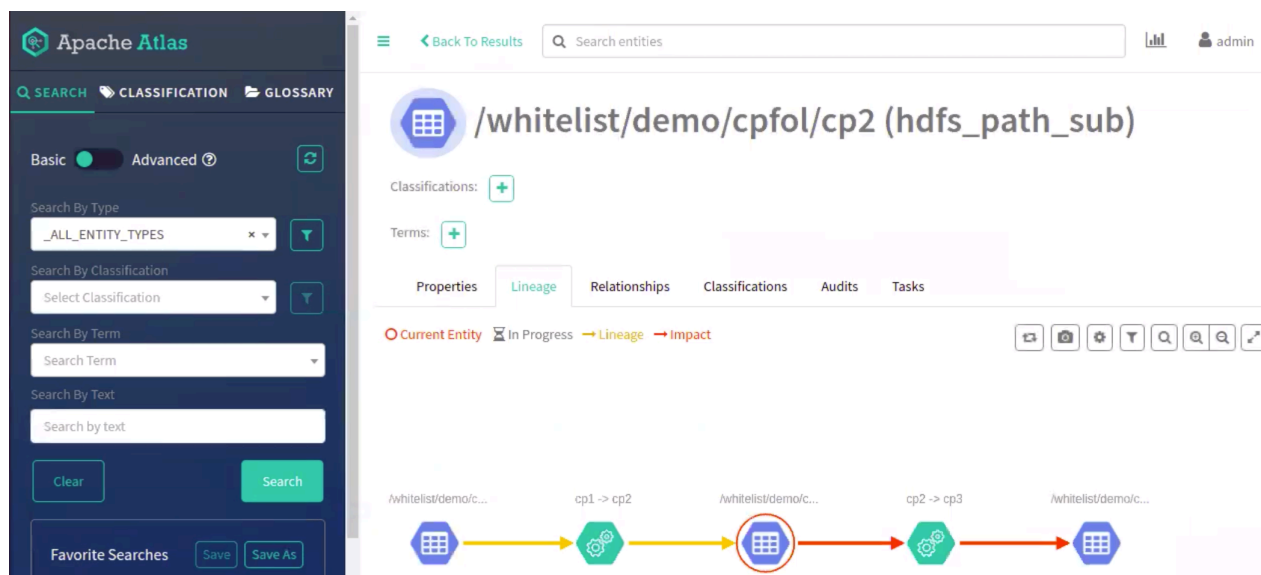 Apache Atlas
SEARCH CLASSIFICATION GLOSSARY
Basic Advanced
Search By Type
_ALL_ENTITY_TYPES
Search By Classification
Select Classification
Search By Term
Search Term
Search By Text
Search by text
Clear Search
Favorite Searches Save Save As
Back To Results Search entities admin
/whitelist/demo/cpfol/cp2 (hdfs_path_sub)
Classifications:
Terms:
Properties Lineage Relationships Classifications Audits Tasks
Current Entity In Progress Lineage Impact
/whitelist/demo/c... cp1 -> cp2 /whitelist/demo/c... cp2 -> cp3 /whitelist/demo/c...